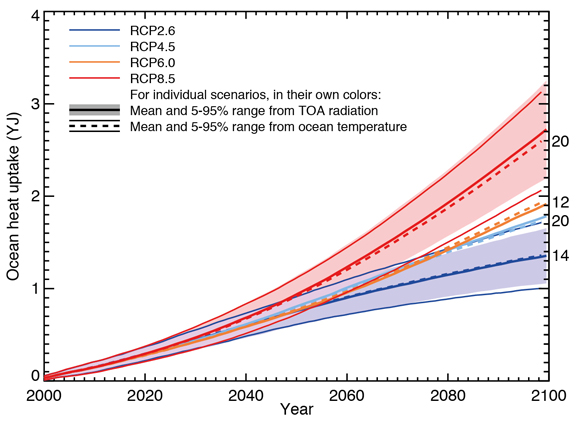 4
3
2
1
0
Ocean heat uptake (YJ)
RCP2.6
RCP4.5
RCP6.0
RCP8.5
For individual scenarios, in their own colors:
Mean and 5-95% range from TOA radiation
Mean and 5-95% range from ocean temperature
20
12
20
14
2000 2020 2040 2060 2080 2100
Year